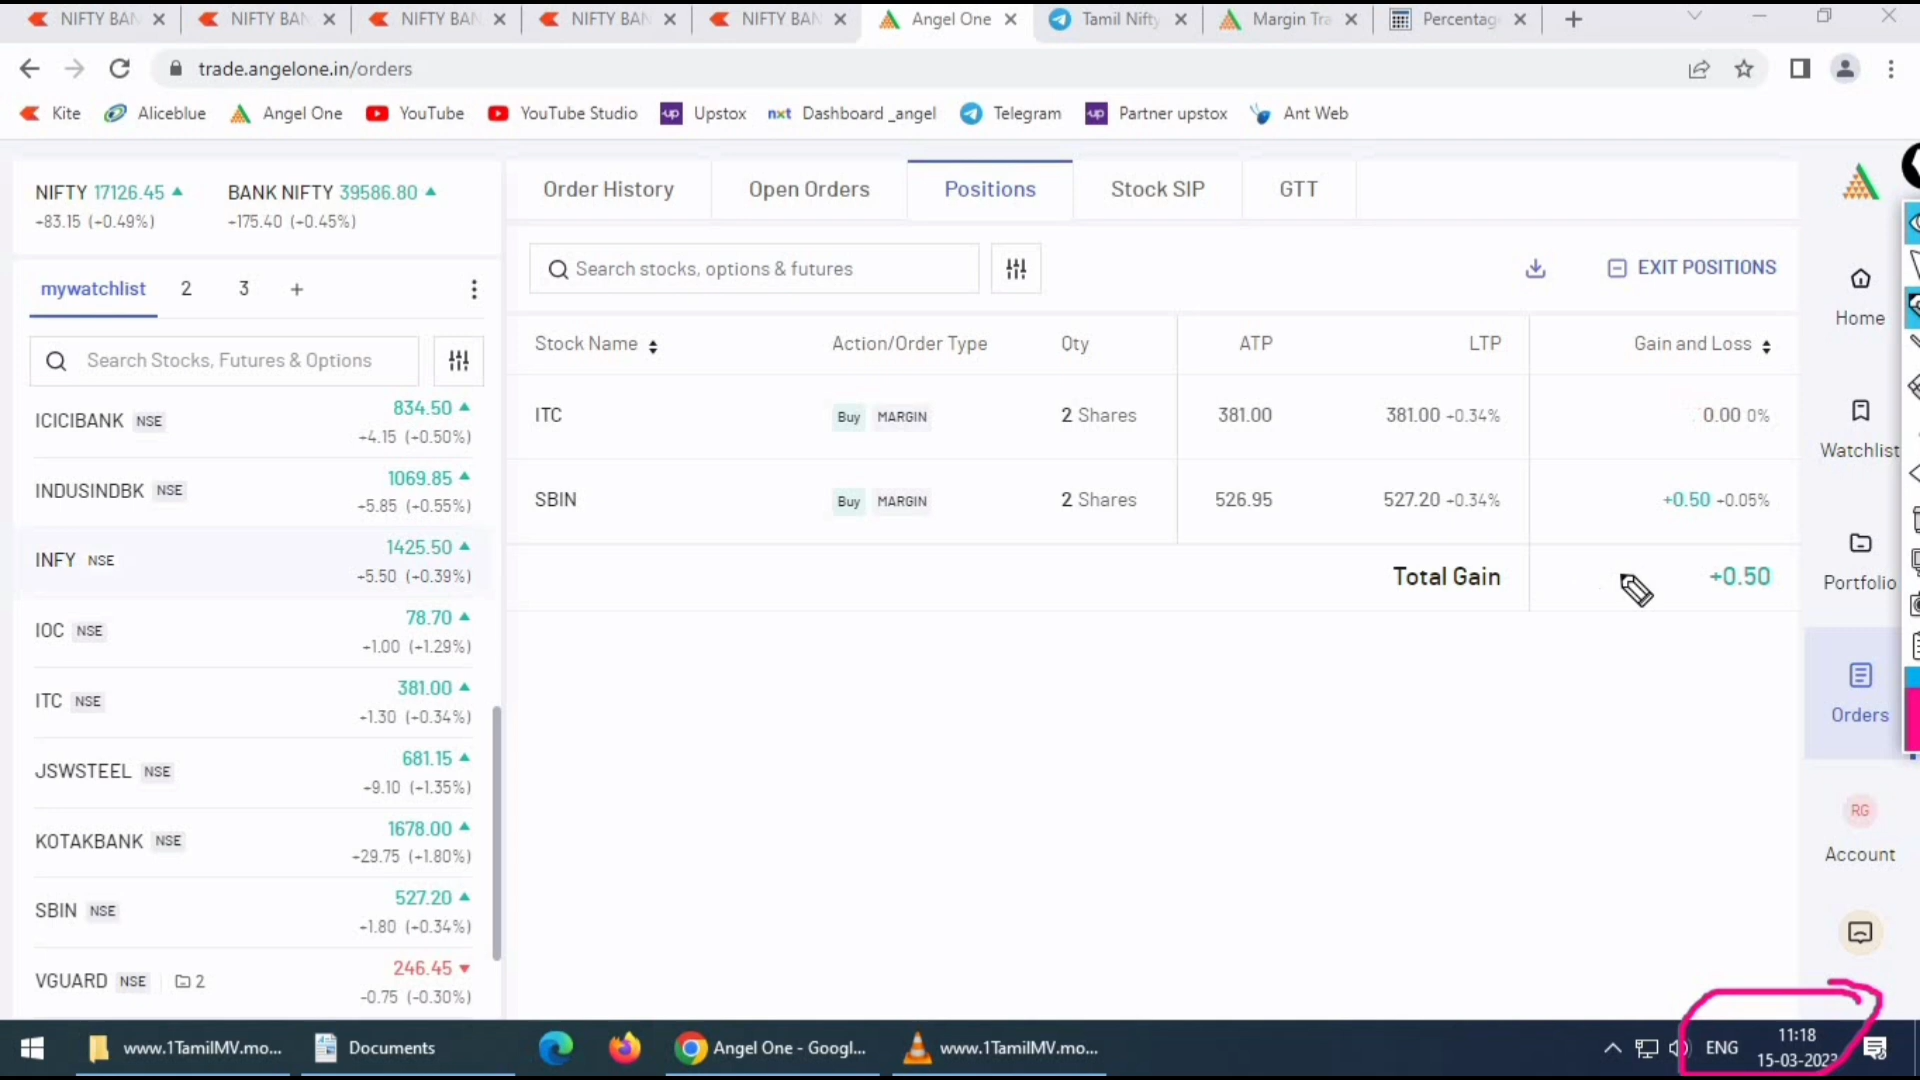 NIFTY BAN
NIFTY BAN
NIFTY BAN
NIFTY BAN
NIFTY BAN
Angel One
Tamil Nifty
Margin Tra
Percentag
trade.angelone.in/orders
Kite
Aliceblue
Angel One
YouTube
YouTube Studio
up Upstox
nxt Dashboard _angel
Telegram
up Partner upstox
Ant Web
NIFTY 17126.45
+83.15 (+0.49%)
BANK NIFTY 39586.80
+175.40 (+0.45%)
mywatchlist 2 3 +
Search Stocks, Futures & Options
ICICIBANK NSE 834.50
+4.15 (+0.50%)
INDUSINDBK NSE 1069.85
+5.85 (+0.55%)
INFY NSE 1425.50
+5.50 (+0.39%)
IOC NSE 78.70
+1.00 (+1.29%)
ITC NSE 381.00
+1.30 (+0.34%)
JSWSTEEL NSE 681.15
+9.10 (+1.35%)
KOTAKBANK NSE 1678.00
+29.75 (+1.80%)
SBIN NSE 527.20
+1.80 (+0.34%)
VGUARD NSE 2 246.45
-0.75 (-0.30%)
Order History
Open Orders
Positions
Stock SIP
GTT
Search stocks, options & futures
EXIT POSITIONS
Stock Name Action/Order Type Qty ATP LTP Gain and Loss
ITC Buy MARGIN 2 Shares 381.00 381.00 +0.34% 0.00 0%
SBIN Buy MARGIN 2 Shares 526.95 527.20 +0.34% +0.50 +0.05%
Total Gain +0.50
Home
Watchlist
Portfolio
Orders
RG
Account
www.1TamilMV.mo...
Documents
Angel One - Googl...
www.1TamilMV.mo...
ENG
11:18
15-03-2023